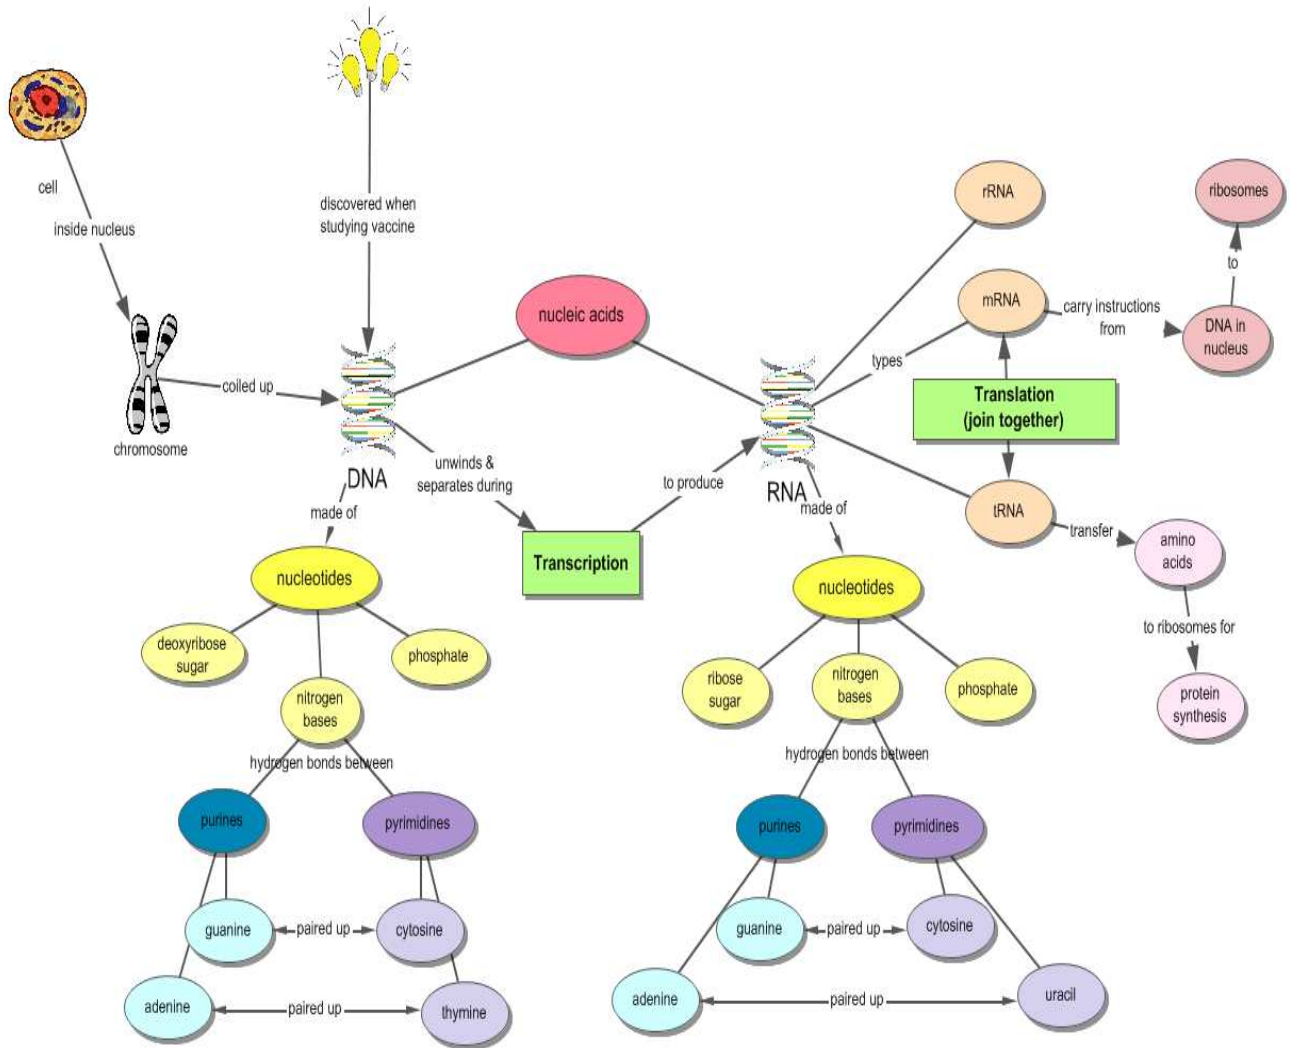 cell
inside nucleus
chromosome
coiled up
discovered when
studying vaccine
nucleic acids
DNA
unwinds &
separates during
Transcription
to produce
RNA
types
rRNA
mRNA
carry instructions
from
DNA in
nucleus
to
ribosomes
Translation
(join together)
tRNA
transfer
amino
acids
to ribosomes for
protein
synthesis
made of
nucleotides
deoxyribose
sugar
phosphate
nitrogen
bases
hydrogen bonds between
purines
pyrimidines
guanine
paired up
cytosine
adenine
paired up
thymine
made of
nucleotides
ribose
sugar
nitrogen
bases
phosphate
hydrogen bonds between
purines
pyrimidines
guanine
paired up
cytosine
adenine
paired up
uracil